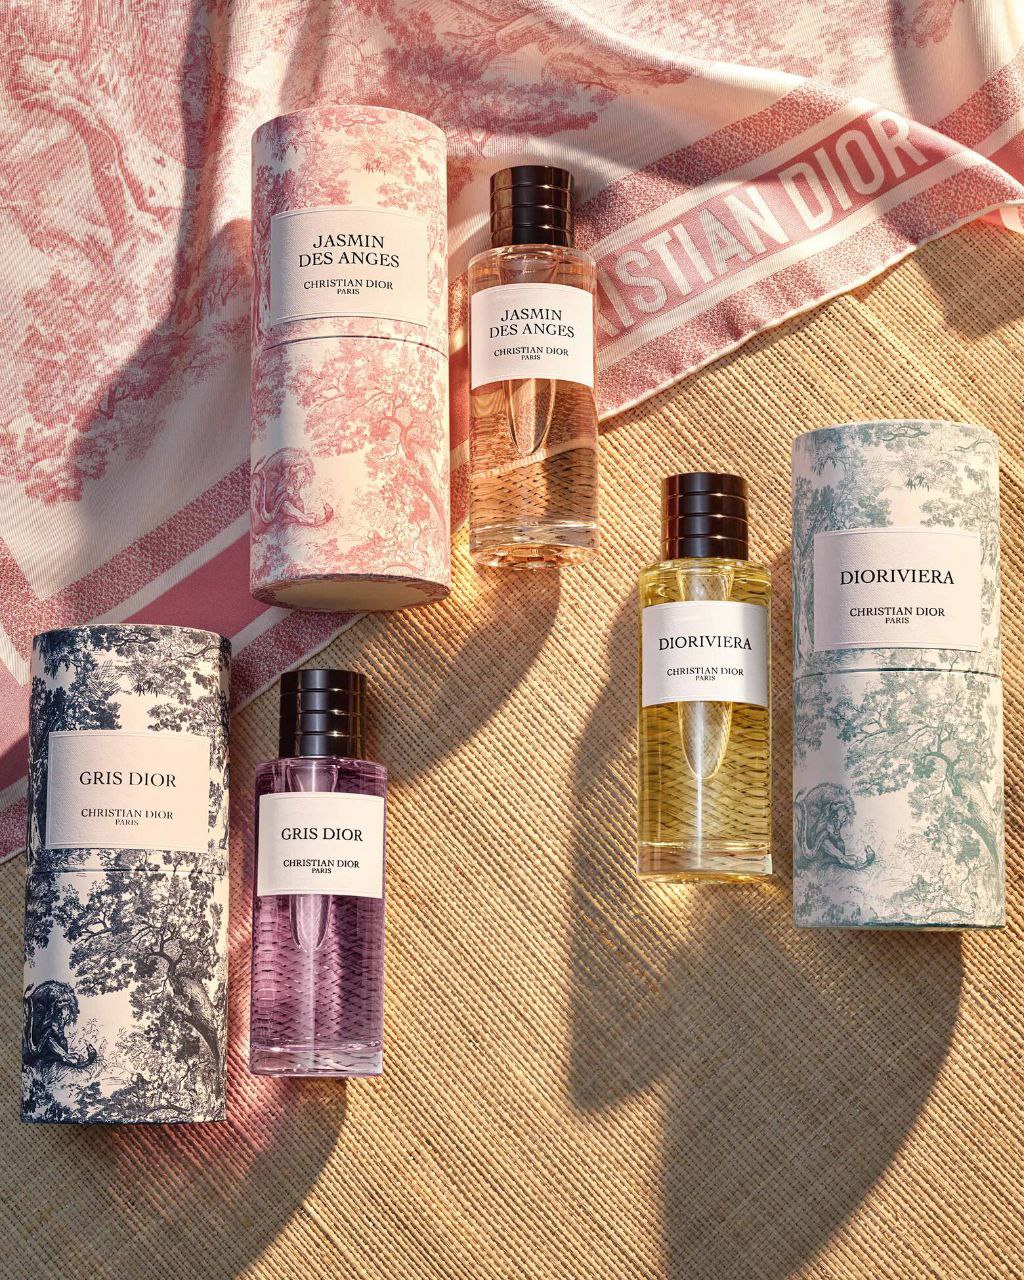 JASMIN
DES ANGES
CHRISTIAN DIOR
PARIS
JASMIN
DES ANGES
CHRISTIAN DIOR
PARIS
RISTIAN DIOR
DIORIVIERA
CHRISTIAN DIOR
PARIS
DIORIVIERA
CHRISTIAN DIOR
PARIS
GRIS DIOR
CHRISTIAN DIOR
PARIS
GRIS DIOR
CHRISTIAN DIOR
PARIS